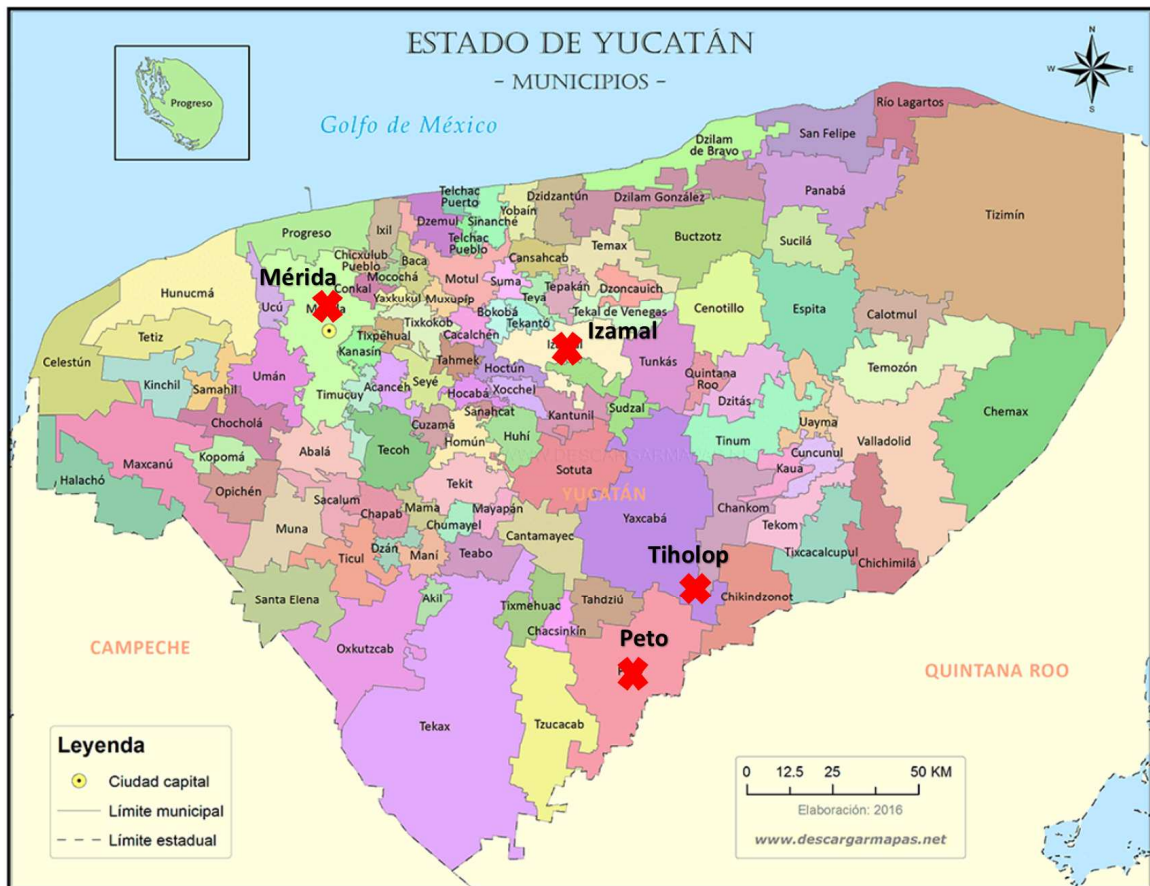 ESTADO DE YUCATÁN
- MUNICIPIOS -
N
W
E
S
Progreso
Golfo de México
Río Lagartos
San Felipe
Dzilam
de Bravo
Panabá
Tizimín
Telchac
Puerto
Dzidzantún
Dzilam González
Yobaín
Sinanché
Dzemul
Ixil
Telchac
Pueblo
Progreso
Buctzotz
Sucilá
Temax
Chicxulub
Pueblo
Baca
Cansahcab
Mérida
Conkal
Mocochá
Motul
Suma
Tepakán
Dzoncauich
Hunucmá
Ucú
Yaxkukul
Muxupíp
Teya
Cenotillo
Espita
Calotmul
Bokobá
Tekal de Venegas
Tixkokob
Tekantó
Tixpéhual
Cacalchén
Izamal
Tetiz
Celestún
Kanasín
Tahmek
Tunkás
Temozón
Hoctún
Quintana
Roo
Umán
Kinchil
Samahil
Timucuy
Acanceh
Seyé
Hocabá
Xocchel
Dzitás
Chemax
Sudzal
Sanahcat
Kantunil
Chocholá
Cuzamá
Uayma
Abalá
Tecoh
Homún
Huhí
Tinum
Valladolid
Kopomá
Cuncunul
Maxcanú
Sotuta
Kaua
Halachó
Tekit
Opichén
YUCATÁN
Sacalum
Chapab
Mama
Mayapán
Yaxcabá
Chankom
Tekom
Muna
Chumayel
Cantamayec
Tixcacalcupul
Ticul
Dzán
Maní
Teabo
Tiholop
Chichimilá
Santa Elena
Akil
Tixmehuac
Tahdziú
Chikindzonot
Chacsinkín
Peto
CAMPECHE
Oxkutzcab
QUINTANA ROO
Tekax
Tzucacab
Leyenda
Ciudad capital
Límite municipal
Límite estadual
0 12.5 25 50 KM
Elaboración: 2016
www.descargarmapas.net